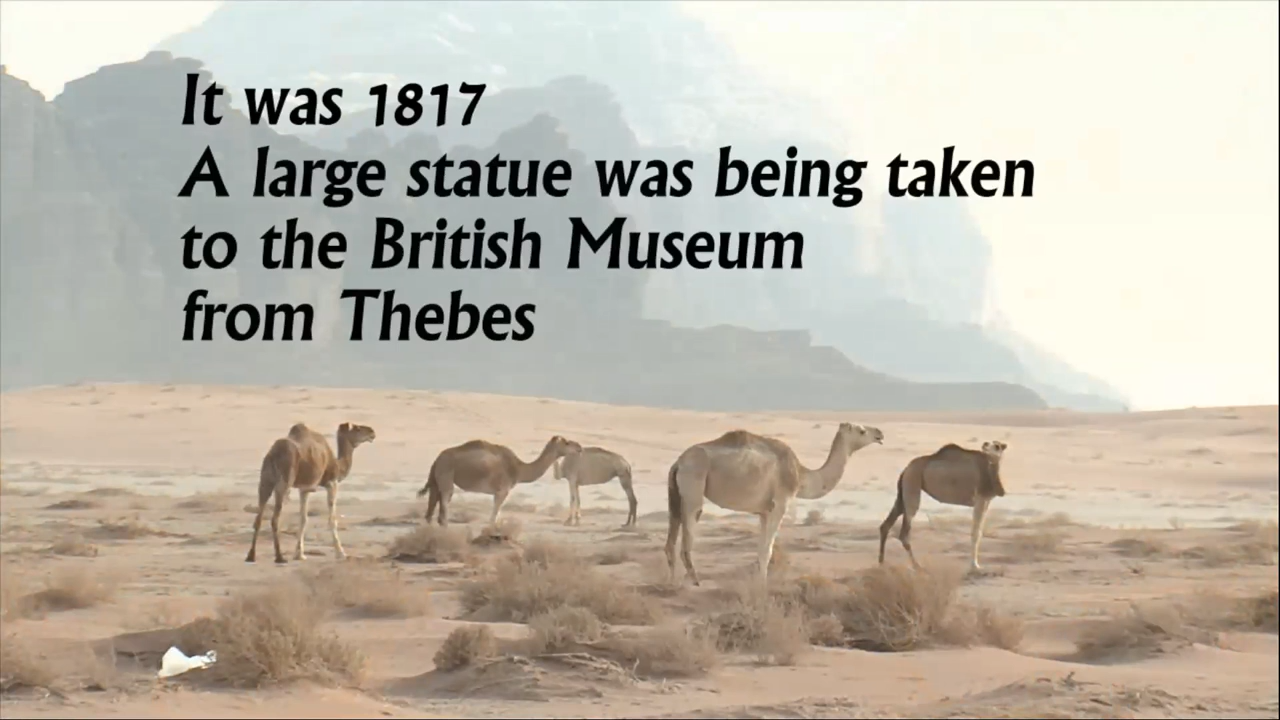 It was 1817
A large statue was being taken
to the British Museum
from Thebes